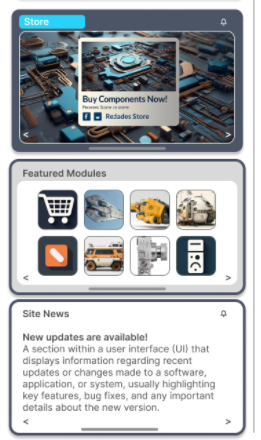 Store
Buy Components Now!
ReJades Store
< >
Featured Modules
< >
Site News
New updates are available!
A section within a user interface (UI) that
displays information regarding recent
updates or changes made to a software,
application, or system, usually highlighting
key features, bug fixes, and any important
details about the new version.
< >